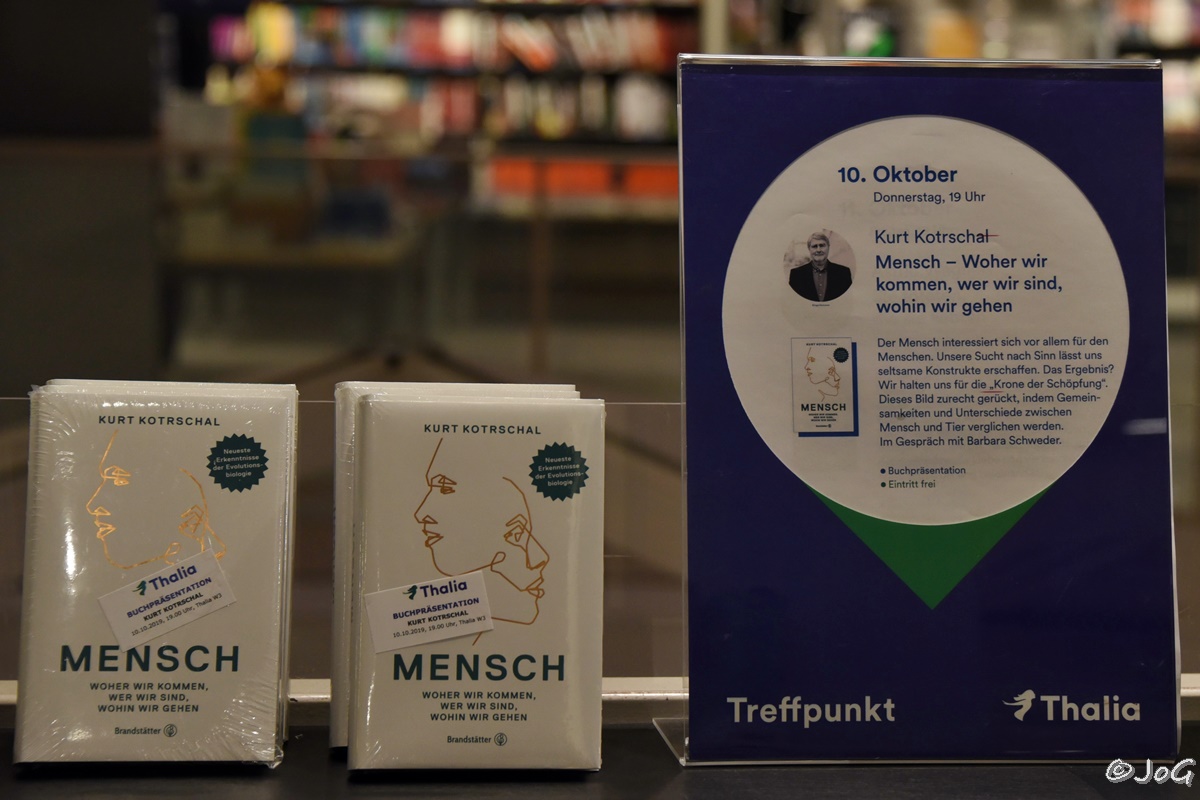 KURT KOTRSCHAL
Neueste
Erkenntnisse
der Evolutions-
biologie
Thalia
BUCHPRÄSENTATION
KURT KOTRSCHAL
10.10.2019, 19.00 Uhr, Thalia W3
MENSCH
WOHER WIR KOMMEN,
WER WIR SIND,
WOHIN WIR GEHEN
Brandstätter
KURT KOTRSCHAL
Neueste
Erkenntnisse
der Evolutions-
biologie
Thalia
BUCHPRÄSENTATION
KURT KOTRSCHAL
10.10.2019, 19.00 Uhr, Thalia W3
MENSCH
WOHER WIR KOMMEN,
WER WIR SIND,
WOHIN WIR GEHEN
Brandstätter
10. Oktober
Donnerstag, 19 Uhr
Kurt Kotrschal
Mensch – Woher wir
kommen, wer wir sind,
wohin wir gehen
KURT KOTRSCHAL
MENSCH
Der Mensch interessiert sich vor allem für den
Menschen. Unsere Sucht nach Sinn lässt uns
seltsame Konstrukte erschaffen. Das Ergebnis?
Wir halten uns für die „Krone der Schöpfung“.
Dieses Bild zurecht gerückt, indem Gemein-
samkeiten und Unterschiede zwischen
Mensch und Tier verglichen werden.
Im Gespräch mit Barbara Schweder.
• Buchpräsentation
• Eintritt frei
Treffpunkt
Thalia
©JoG